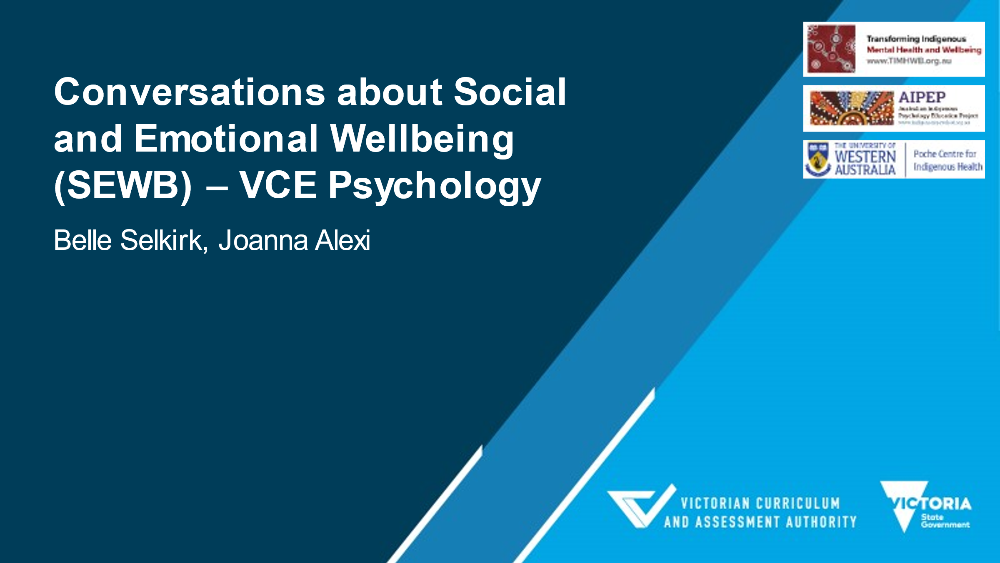 Conversations about Social
and Emotional Wellbeing
(SEWB) – VCE Psychology
Belle Selkirk, Joanna Alexi
Transforming Indigenous
Mental Health and Wellbeing
www.TIMHWB.org.au
AIPEP
Australian Indigenous
Psychology Education Project
THE UNIVERSITY OF
WESTERN
AUSTRALIA
Poche Centre for
Indigenous Health
VICTORIAN CURRICULUM
AND ASSESSMENT AUTHORITY
VICTORIA
State
Government